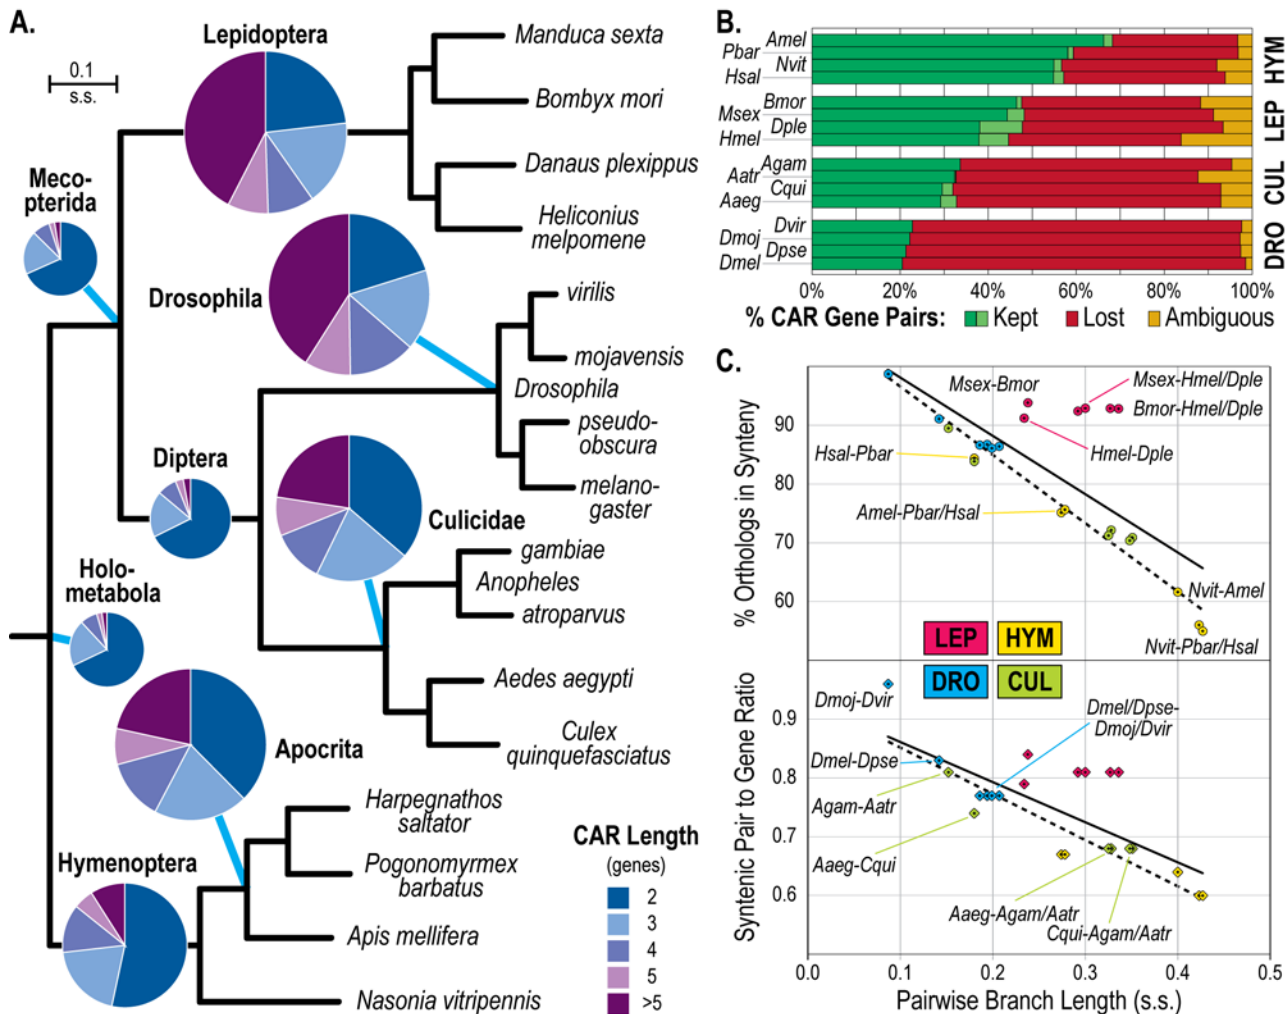 A.
0.1
s.s.
Lepidoptera
Manduca sexta
Bombyx mori
Danaus plexippus
Heliconius
melpomene
Meco-
pterida
Drosophila
virilis
mojavensis
Drosophila
pseudo-
obscura
melano-
gaster
Diptera
Culicidae
gambiae
Anopheles
atroparvus
Aedes aegypti
Culex
quinquefasciatus
Holo-
metabola
Apocrita
Harpegnathos
saltator
Pogonomyrmex
barbatus
Apis mellifera
Nasonia vitripennis
Hymenoptera
CAR Length
(genes)
2
3
4
5
>5
B.
Amel
Pbar
Nvit
Hsal
HYM
Bmor
Msex
Dple
Hmel
LEP
Agam
Aatr
Cqui
Aaeg
CUL
Dvir
Dmoj
Dpse
Dmel
DRO
0% 20% 40% 60% 80% 100%
% CAR Gene Pairs: Kept Lost Ambiguous
C.
% Orthologs in Synteny
90
80
70
60
Msex-Bmor
Msex-Hmel/Dple
Bmor-Hmel/Dple
Hmel-Dple
Hsal-Pbar
Amel-Pbar/Hsal
Nvit-Amel
Nvit-Pbar/Hsal
LEP HYM
DRO CUL
Syntenic Pair to Gene Ratio
0.9
0.8
0.7
0.6
Dmoj-Dvir
Dmel/Dpse-
Dmoj/Dvir
Dmel-Dpse
Agam-Aatr
Aaeg-Cqui
Aaeg-Agam/Aatr
Cqui-Agam/Aatr
0.0 0.1 0.2 0.3 0.4 0.5
Pairwise Branch Length (s.s.)